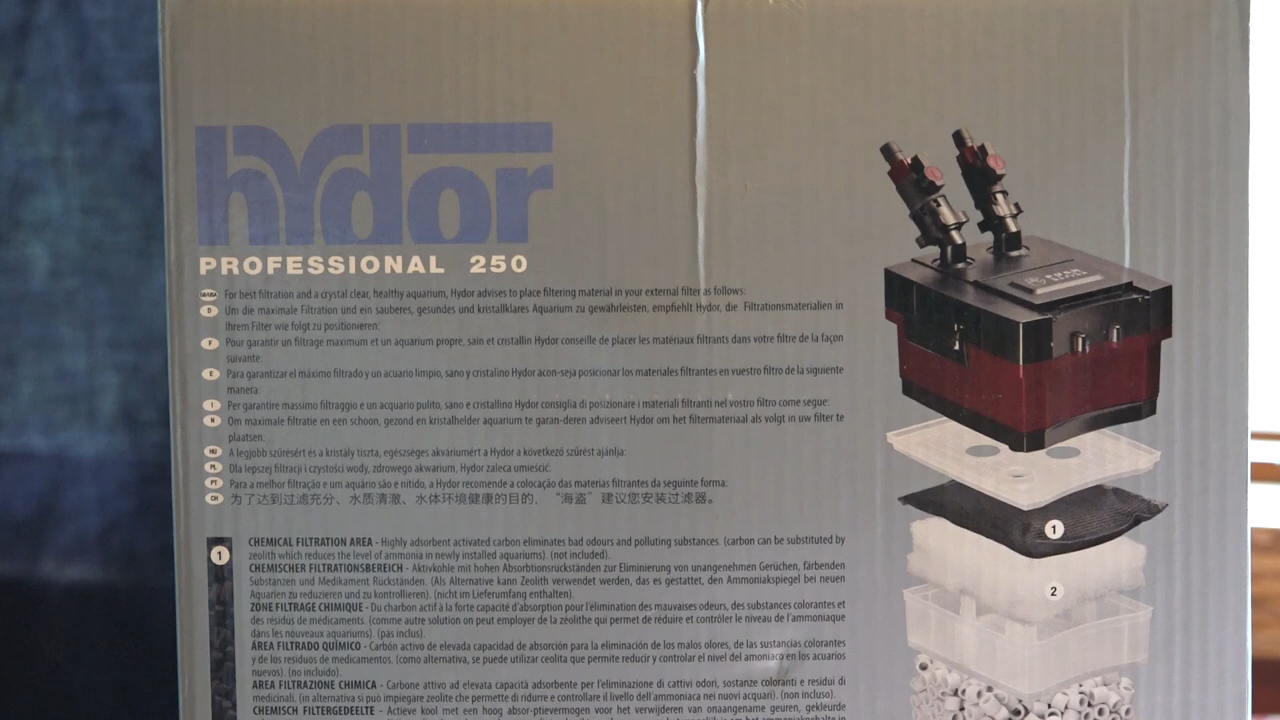 hydor
PROFESSIONAL 250
GB/USA For best filtration and a crystal clear, healthy aquarium, Hydor advises to place filtering material in your external filter as follows:
D Um die maximale Filtration und ein sauberes, gesundes und kristallklares Aquarium zu gewährleisten, empfiehlt Hydor, die. Filtrationsmaterialien in
Ihrem Filter wie folgt zu positionieren:
F Pour garantir un filtrage maximum et un aquarium propre, sain et cristallin Hydor conseille de placer les matériaux filtrants dans votre filtre de la façon
suivante:
E Para garantizar el máximo filtrado y un acuario limpio, sano y cristalino Hydor acon-seja posicionar los materiales filtrantes en vuestro filtro de la siguiente
manera:
I Per garantire massimo filtraggio e un acquario pulito, sano e cristallino Hydor consiglia di posizionare i materiali filtranti nel vostro filtro come segue:
N Om maximale filtratie en een schoon, gezond en kristalhelder aquarium te garan-deren adviseert Hydor om het filtermateriaal als volgt in uw filter te
plaatsen:
HU A legjobb szűrésért és a kristály tiszta, egészséges akváriumért a Hydor a következő szűrést ajánlja:
PL Dla lepszej filtracji i czystości wody, zdrowego akwarium, Hydor zaleca umieścić.
PT Para a melhor filtração e um aquário são e nítido, a Hydor recomende a colocação das materias filtrantes da seguinte forma:
CH 为了达到过滤充分、水质清澈、水体环境健康的目的, “海盗”建议您安装过滤器。
1
CHEMICAL FILTRATION AREA - Highly adsorbent activated carbon eliminates bad odours and polluting substances. (carbon can be substituted by
zeolith which reduces the level of ammonia in newly installed aquariums). (not included).
CHEMISCHER FILTRATIONSBEREICH - Aktivkohle mit hohen Absorbtionsrückständen zur Eliminierung von unangenehmen Gerüchen, färbenden
Substanzen und Medikament Rückständen. (Als Alternative kann Zeolith verwendet werden, das es gestattet, den Ammoniakspiegel bei neuen
Aquarien zu reduzieren und zu kontrollieren). (nicht im Lieferumfang enthalten).
ZONE FILTRAGE CHIMIQUE - Du charbon actif à la forte capacité d'absorption pour l'élimination des mauvaises odeurs, des substances colorantes et
des résidus de médicaments. (comme autre solution on peut employer de la zéolithe qui permet de réduire et contrôler le niveau de l'ammoniaque
dans les nouveaux aquariums). (pas inclus).
ÁREA FILTRADO QUÍMICO - Carbón activo de elevada capacidad de absorción para la eliminación de los malos olores, de las sustancias colorantes
y de los residuos de medicamentos. (como alternativa, se puede utilizar ceolita que permite reducir y controlar el nivel del amoníaco en los acuarios
nuevos). (no incluido).
AREA FILTRAZIONE CHIMICA - Carbone attivo ad elevata capacità adsorbente per l'eliminazione di cattivi odori, sostanze coloranti e residui di
medicinali. (in alternativa si può impiegare zeolite che permette di ridurre e controllare il livello dell'ammoniaca nei nuovi acquari). (non incluso).
CHEMISCH FILTERGEDEELTE - Actieve kool met een hoog absor-ptievermogen voor het verwijderen van onaangename geuren, gekleurde
1
2